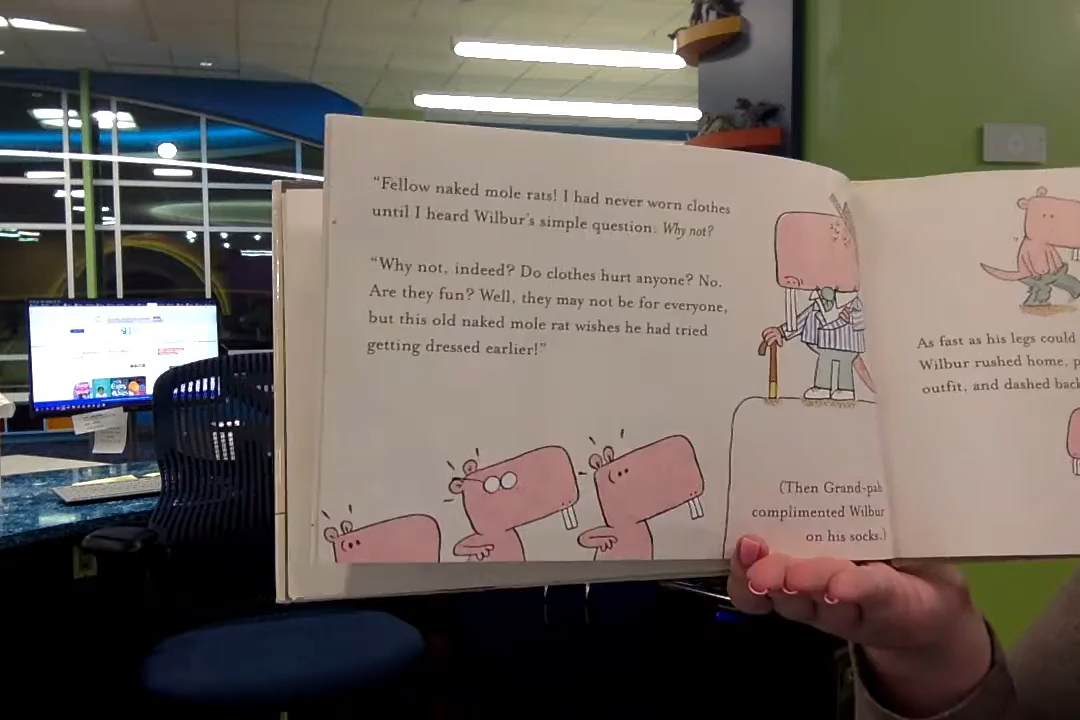 "Fellow naked mole rats! I had never worn clothes
until I heard Wilbur's simple question. Why not?
"Why not, indeed? Do clothes hurt anyone? No.
Are they fun? Well, they may not be for everyone,
but this old naked mole rat wishes he had tried
getting dressed earlier!"
(Then Grand-pah
complimented Wilbur
on his socks.)
As fast as his legs could
Wilbur rushed home, p
outfit, and dashed back